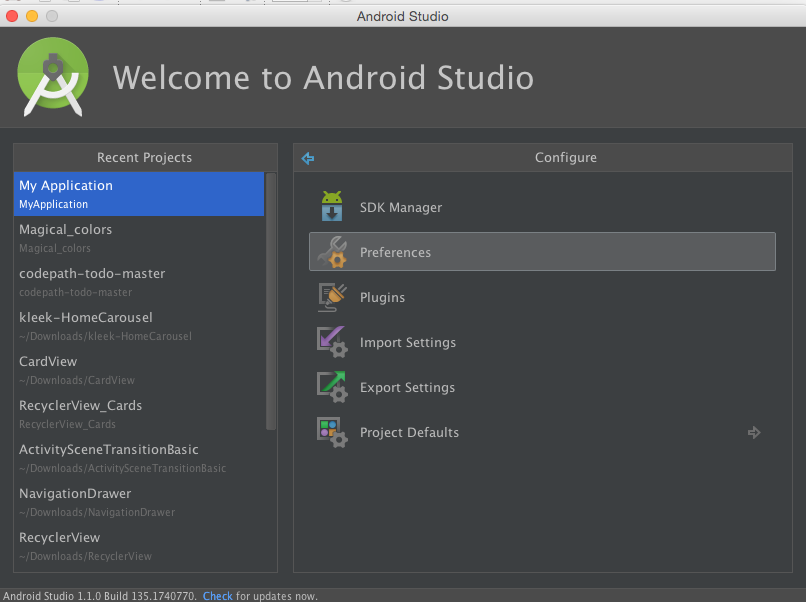 Android Studio
Welcome to Android Studio
Recent Projects
My Application
MyApplication
Magical_colors
Magical_colors
codepath-todo-master
codepath-todo-master
kleek-HomeCarousel
~/Downloads/kleek-HomeCarousel
CardView
~/Downloads/CardView
RecyclerView_Cards
RecyclerView_Cards
ActivitySceneTransitionBasic
~/Downloads/ActivitySceneTransitionBasic
NavigationDrawer
~/Downloads/NavigationDrawer
RecyclerView
~/Downloads/RecyclerView
Configure
SDK Manager
Preferences
Plugins
Import Settings
Export Settings
Project Defaults
Android Studio 1.1.0 Build 135.1740770. Check for updates now.